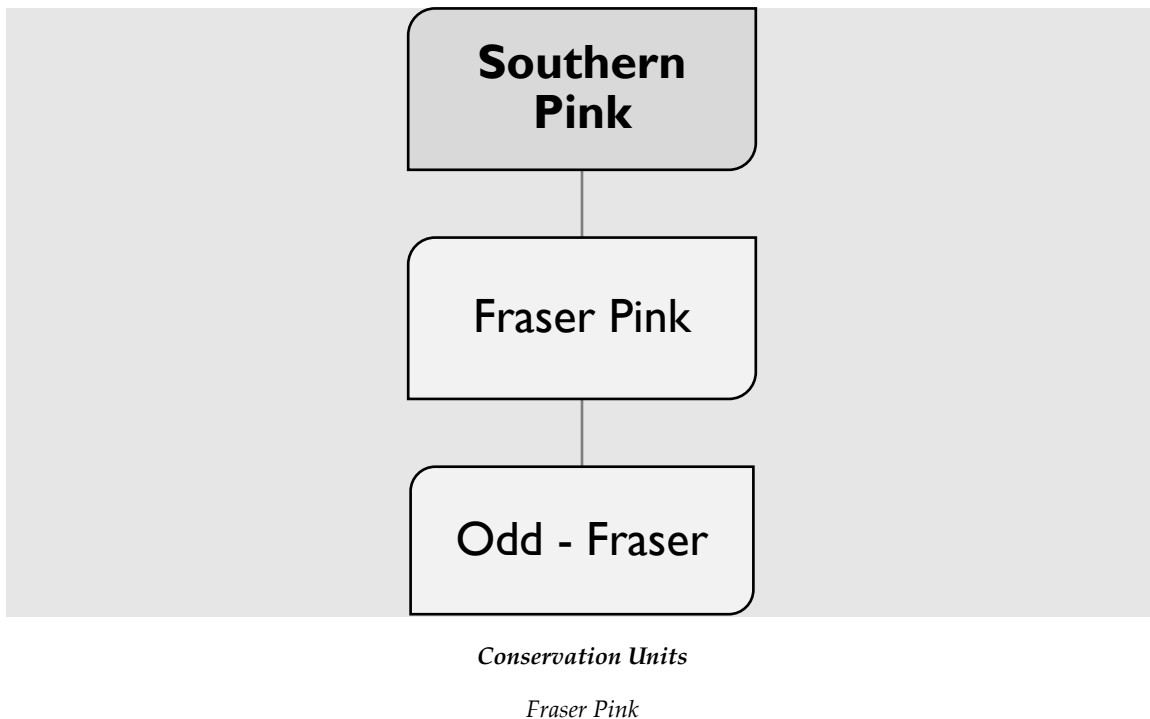 Southern
Pink
Fraser Pink
Odd - Fraser
Conservation Units
Fraser Pink